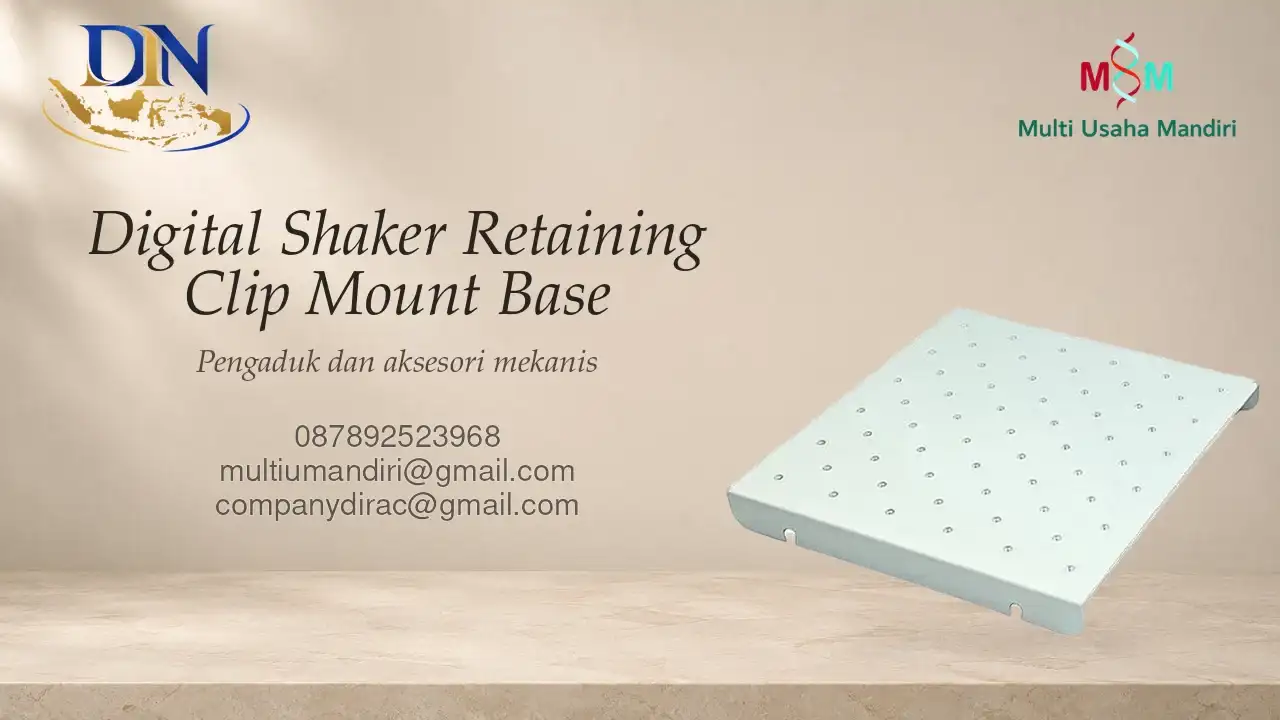 DIN
M M
Multi Usaha Mandiri
Digital Shaker Retaining
Clip Mount Base
Pengaduk dan aksesori mekanis
087892523968
multiumandiri@gmail.com
companydirac@gmail.com